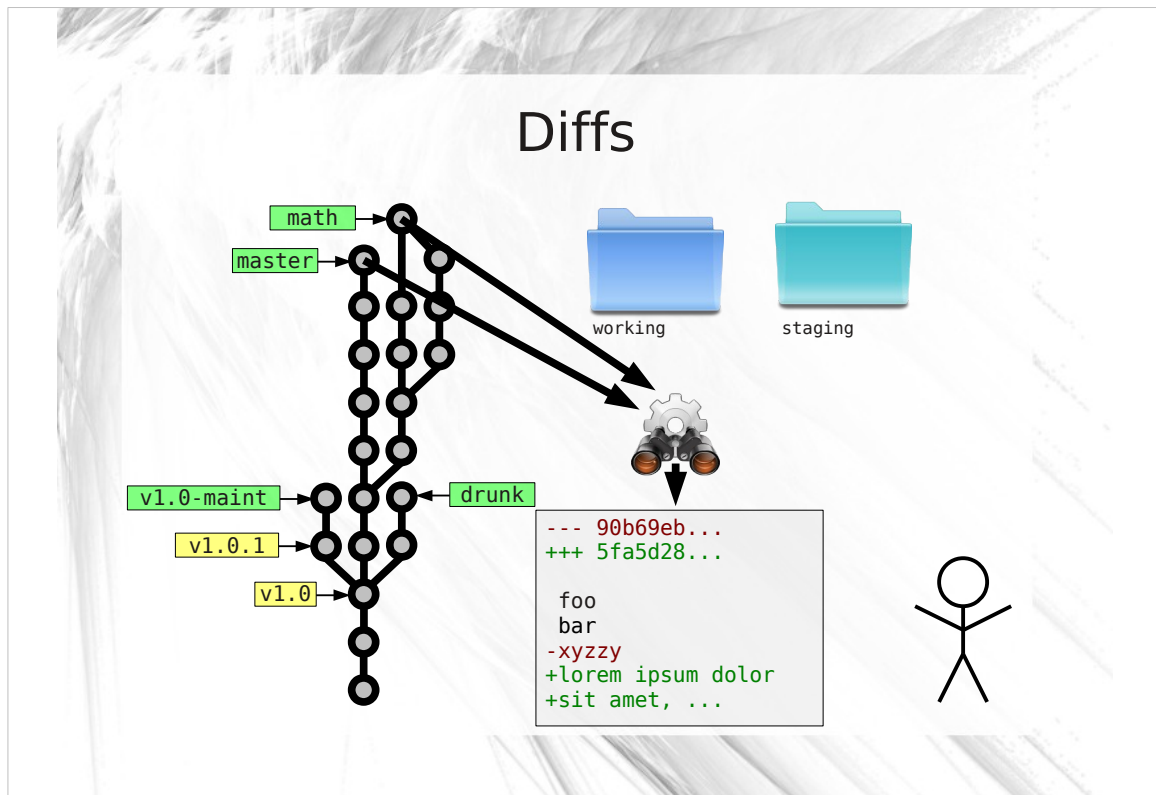 Diffs
math
master
working
staging
v1.0-maint
drunk
v1.0.1
v1.0
--- 90b69eb...
+++ 5fa5d28...
foo
bar
-xyzzy
+lorem ipsum dolor
+sit amet, ...